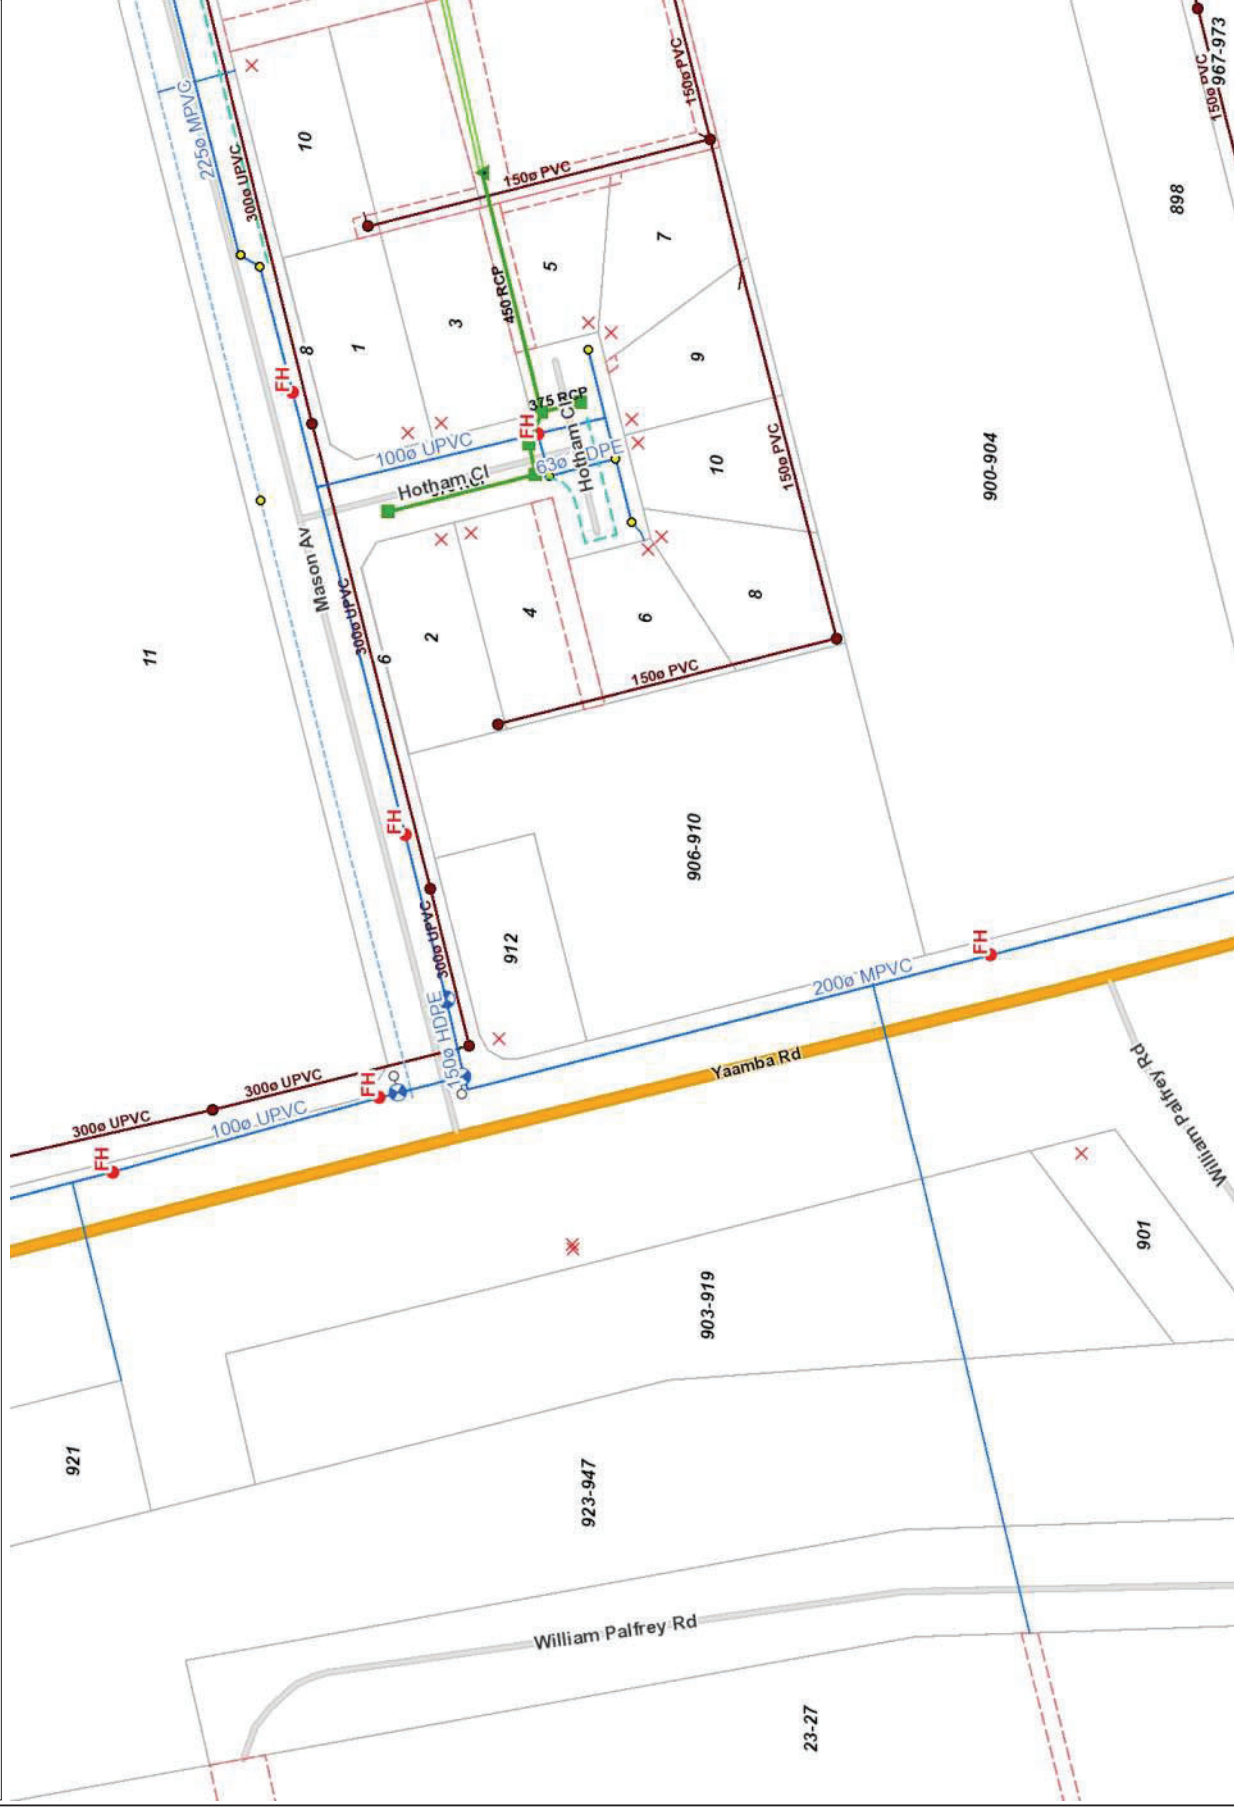 967-973
150ø PVC
150ø PVC
225ø MPVC
10
300ø UPVC
150ø PVC
898
7
5
450 RCP
3
1
8
9
FH
375 RCP
FH
Hotham Cl
100ø UPVC
63ø
DPE
Hotham Cl
10
150ø PVC
900-904
Mason Av
300ø UPVC
11
2
4
6
8
6
150ø PVC
FH
906-910
912
300ø UPVC
150ø HDPE
FH
200ø MPVC
300ø UPVC
FH
100ø UPVC
300ø UPVC
FH
Yaamba Rd
William Palfrey Rd
901
903-919
921
923-947
William Palfrey Rd
23-27